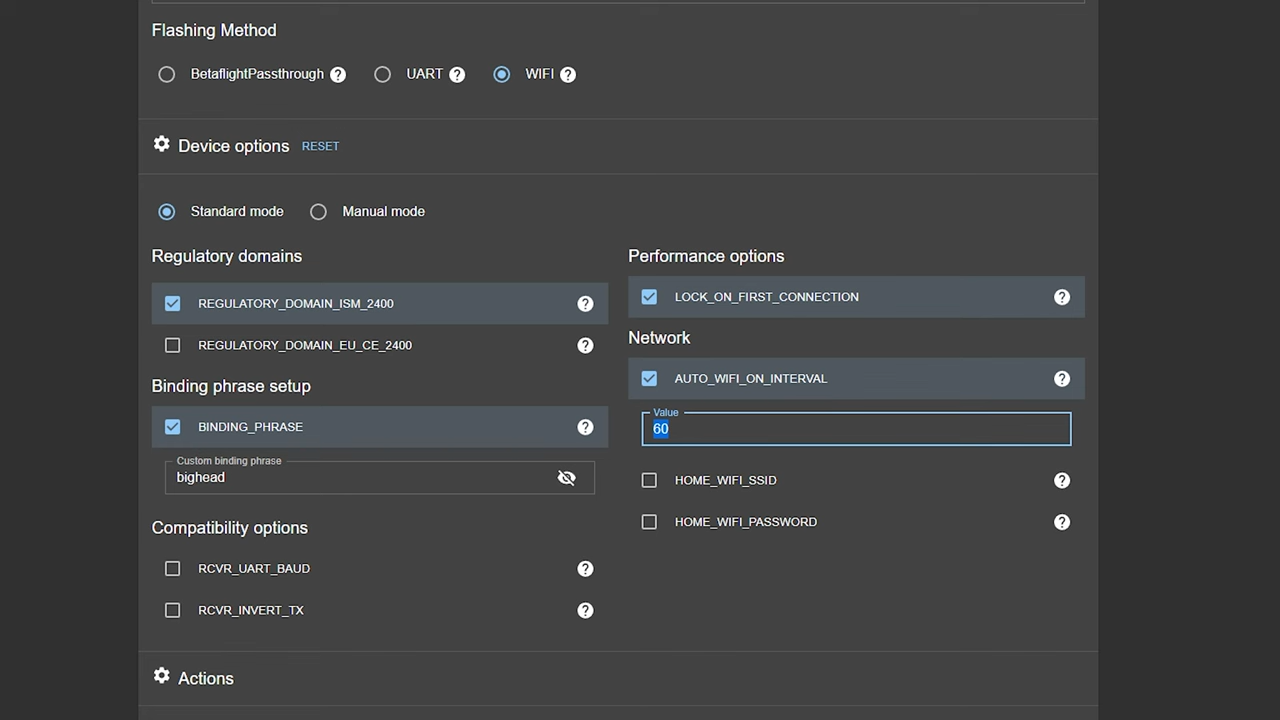 Flashing Method
BetaflightPassthrough ? UART ? WIFI ?
Device options RESET
Standard mode Manual mode
Regulatory domains
REGULATORY_DOMAIN_ISM_2400 ?
REGULATORY_DOMAIN_EU_CE_2400 ?
Binding phrase setup
BINDING_PHRASE ?
Custom binding phrase
bighead
Compatibility options
RCVR_UART_BAUD ?
RCVR_INVERT_TX ?
Performance options
LOCK_ON_FIRST_CONNECTION ?
Network
AUTO_WIFI_ON_INTERVAL ?
Value
60
HOME_WIFI_SSID ?
HOME_WIFI_PASSWORD ?
Actions